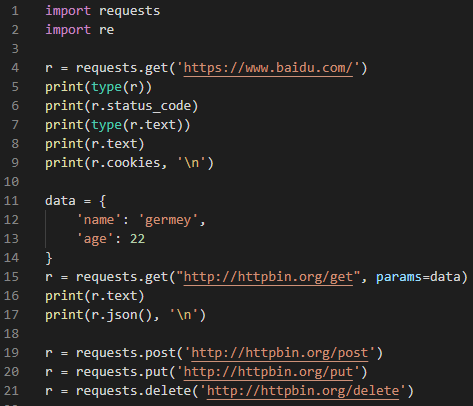 1 import requests
2 import re
3
4 r = requests.get('https://www.baidu.com/')
5 print(type(r))
6 print(r.status_code)
7 print(type(r.text))
8 print(r.text)
9 print(r.cookies, '\n')
10
11 data = {
12     'name': 'germey',
13     'age': 22
14 }
15 r = requests.get("http://httpbin.org/get", params=data)
16 print(r.text)
17 print(r.json(), '\n')
18
19 r = requests.post('http://httpbin.org/post')
20 r = requests.put('http://httpbin.org/put')
21 r = requests.delete('http://httpbin.org/delete')